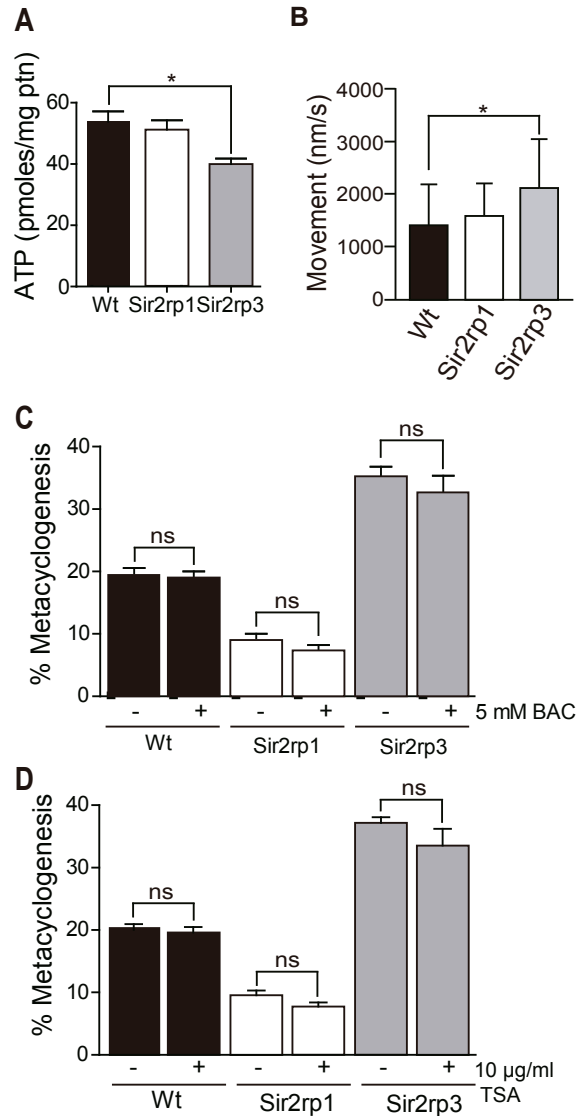 A
*
ATP (pmoles/mg ptn)
60
40
20
0
Wt Sir2rp1 Sir2rp3
B
*
Movement (nm/s)
4000
3000
2000
1000
0
Wt
Sir2rp1
Sir2rp3
C
ns
ns
ns
% Metacyclogenesis
40
30
20
10
0
- + - + - + 5 mM BAC
Wt Sir2rp1 Sir2rp3
D
ns
ns
ns
% Metacyclogenesis
40
30
20
10
0
- + - + - + 10 µg/ml
TSA
Wt Sir2rp1 Sir2rp3